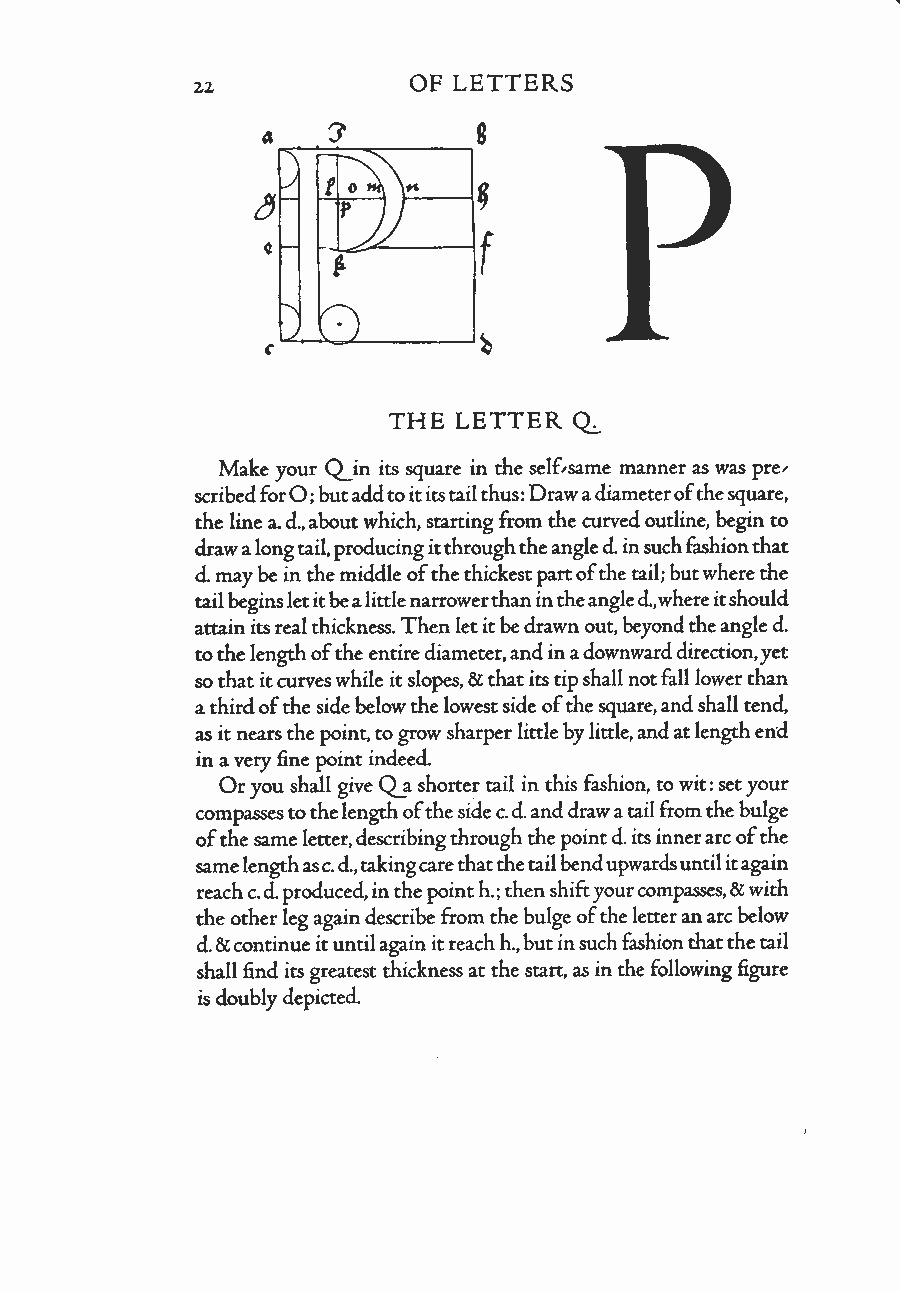 22 OF LETTERS
a b
g l o m n
p
e f
k
c d
P
THE LETTER Q.
Make your Q in its square in the self-same manner as was pre-
scribed for O; but add to it its tail thus: Draw a diameter of the square,
the line a. d., about which, starting from the curved outline, begin to
draw a long tail, producing it through the angle d. in such fashion that
d. may be in the middle of the thickest part of the tail; but where the
tail begins let it be a little narrower than in the angle d., where it should
attain its real thickness. Then let it be drawn out, beyond the angle d.
to the length of the entire diameter, and in a downward direction, yet
so that it curves while it slopes, & that its tip shall not fall lower than
a third of the side below the lowest side of the square, and shall tend,
as it nears the point, to grow sharper little by little, and at length end
in a very fine point indeed.
Or you shall give Q a shorter tail in this fashion, to wit: set your
compasses to the length of the side c. d. and draw a tail from the bulge
of the same letter, describing through the point d. its inner arc of the
same length as c. d., taking care that the tail bend upwards until it again
reach c. d. produced, in the point h.; then shift your compasses, & with
the other leg again describe from the bulge of the letter an arc below
d. & continue it until again it reach h., but in such fashion that the tail
shall find its greatest thickness at the start, as in the following figure
is doubly depicted.